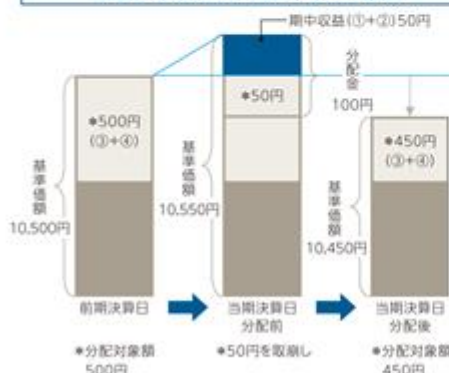 期中収益(①+②)50円
*500円
(③+④)
*50円
分配金
100円
*450円
(③+④)
基準価額
10,500円
基準価額
10,550円
基準価額
10,450円
前期決算日
当期決算日
分配前
当期決算日
分配後
*分配対象額
500円
*50円を取崩し
*分配対象額
450円